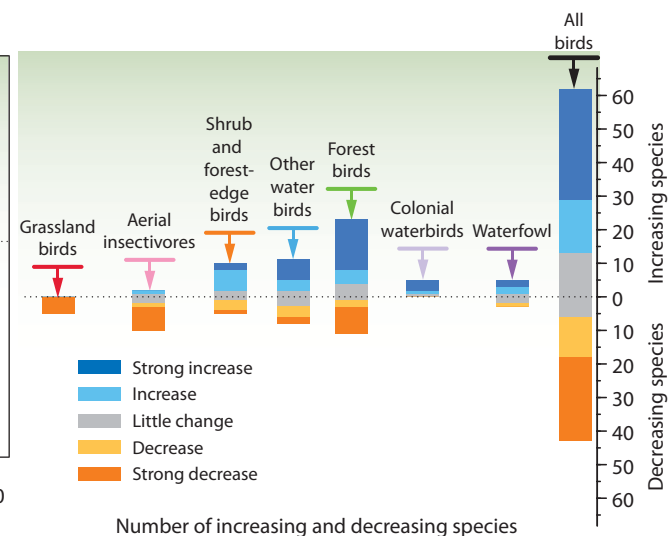 All
birds
Shrub
and
forest-
edge
birds
Other
water
birds
Forest
birds
Grassland
birds
Aerial
insectivores
Colonial
waterbirds
Waterfowl
60
50
40
30
20
10
0
10
20
30
40
50
60
Increasing species
Decreasing species
Strong increase
Increase
Little change
Decrease
Strong decrease
0
Number of increasing and decreasing species